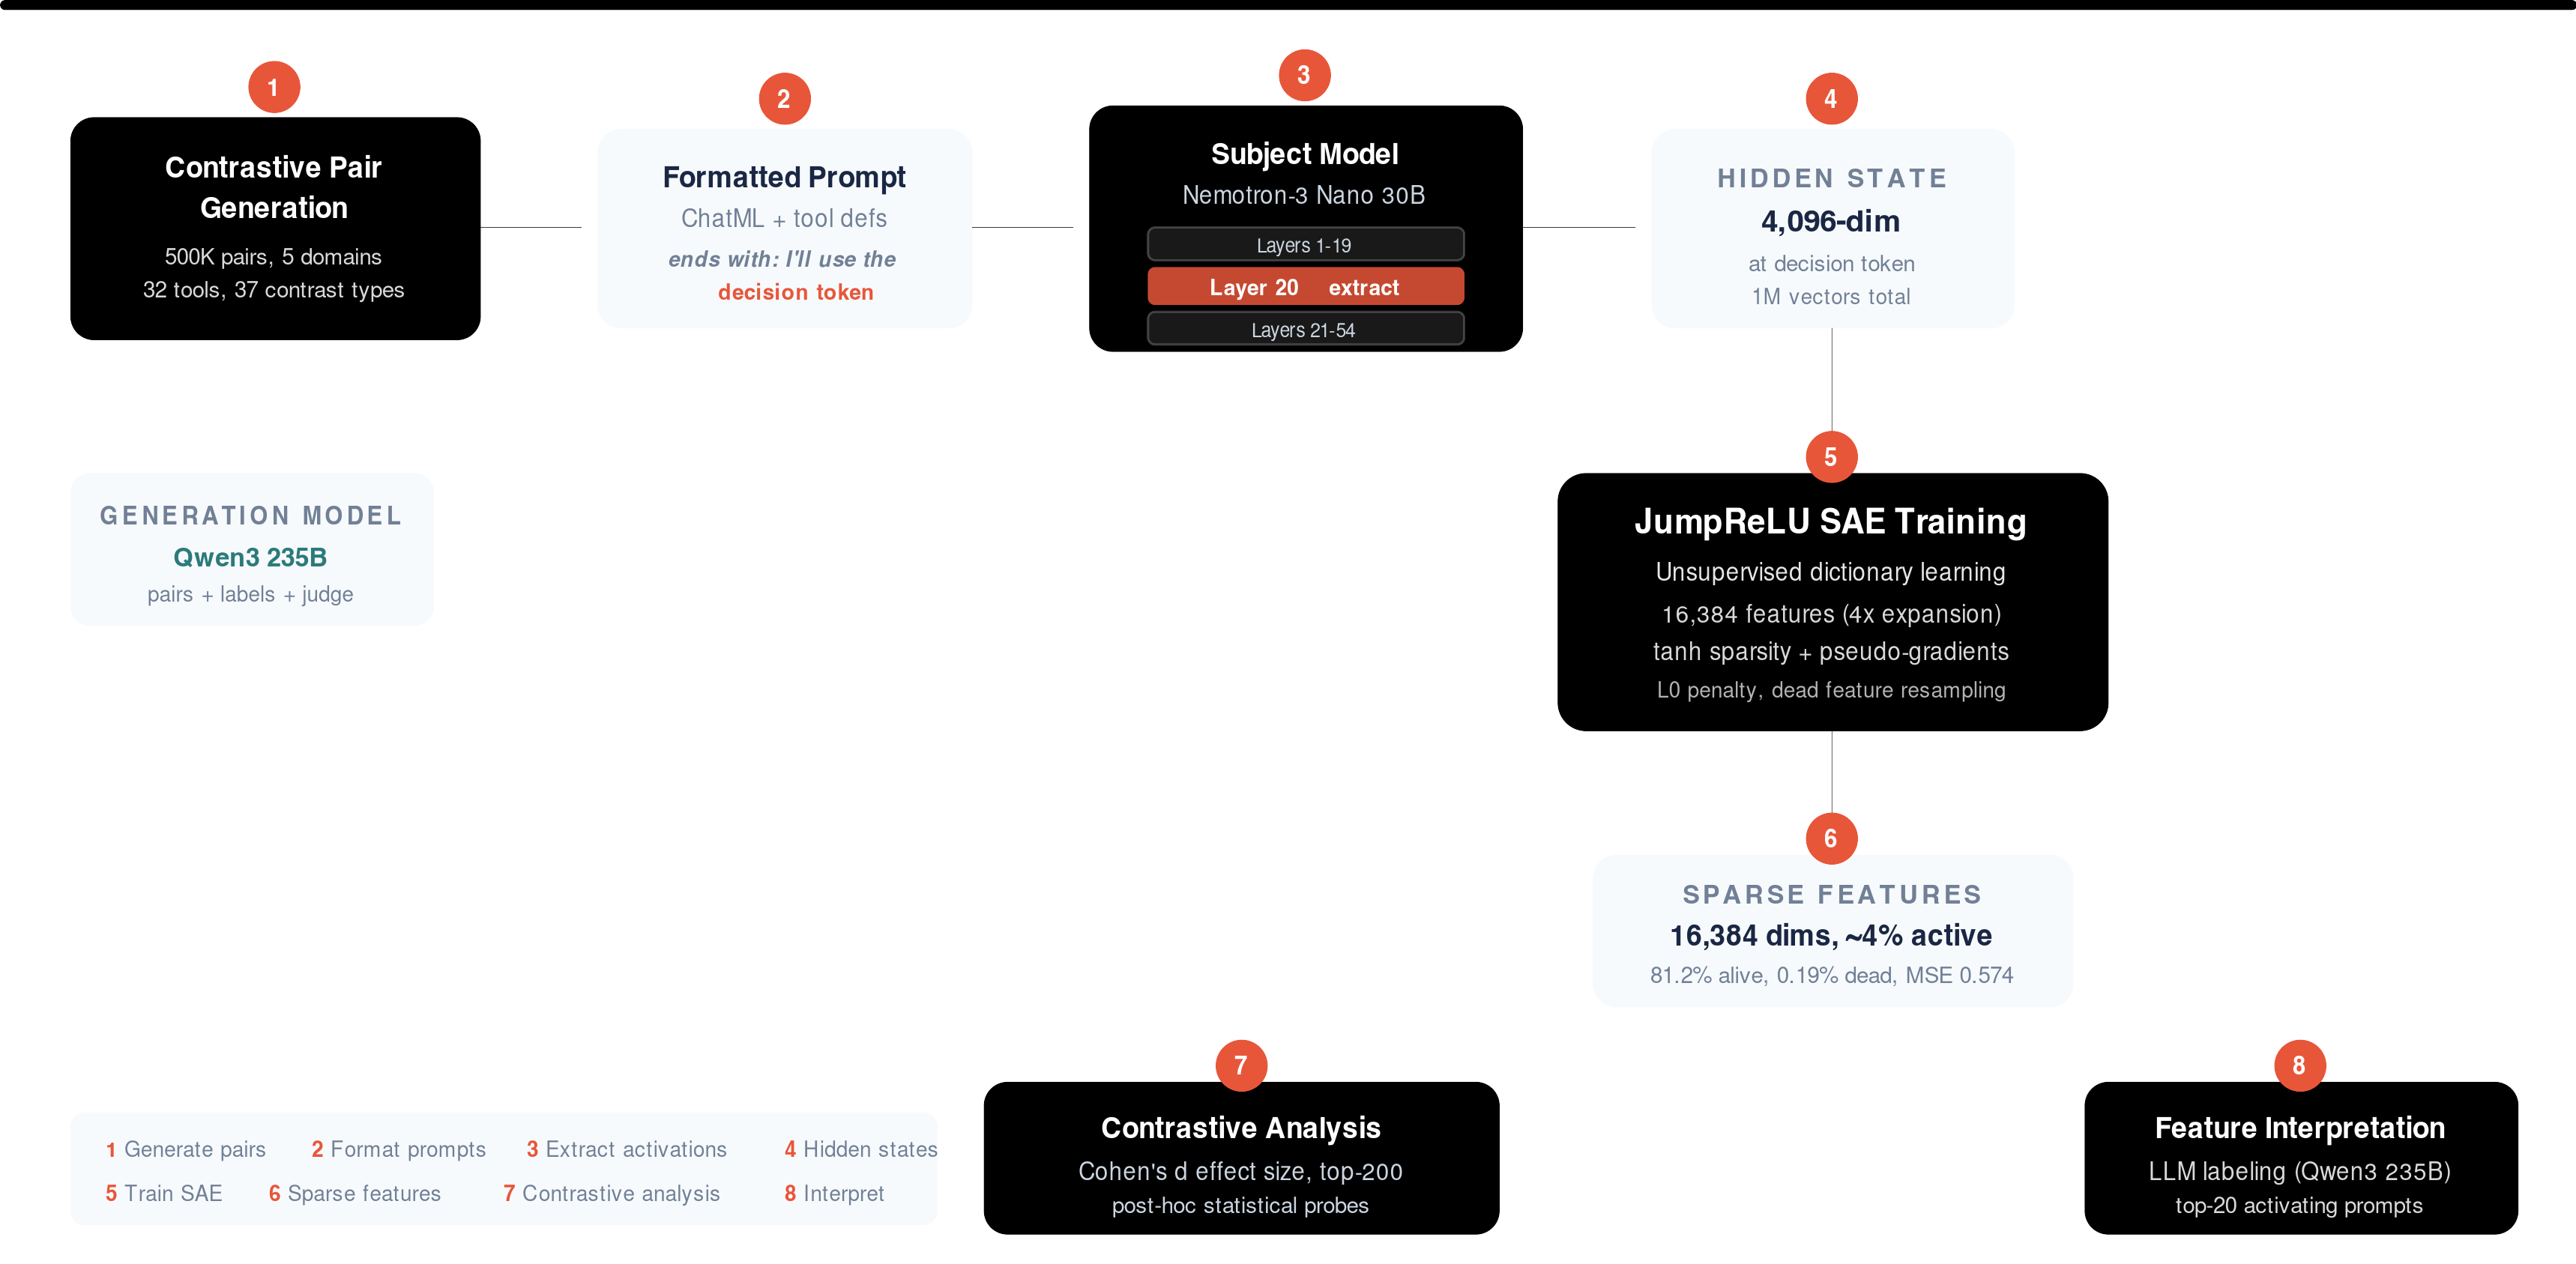 1
Contrastive Pair
Generation
500K pairs, 5 domains
32 tools, 37 contrast types
2
Formatted Prompt
ChatML + tool defs
ends with: I'll use the
decision token
3
Subject Model
Nemotron-3 Nano 30B
Layers 1-19
Layer 20 extract
Layers 21-54
4
HIDDEN STATE
4,096-dim
at decision token
1M vectors total
GENERATION MODEL
Qwen3 235B
pairs + labels + judge
5
JumpReLU SAE Training
Unsupervised dictionary learning
16,384 features (4x expansion)
tanh sparsity + pseudo-gradients
L0 penalty, dead feature resampling
6
SPARSE FEATURES
16,384 dims, ~4% active
81.2% alive, 0.19% dead, MSE 0.574
1 Generate pairs 2 Format prompts 3 Extract activations 4 Hidden states
5 Train SAE 6 Sparse features 7 Contrastive analysis 8 Interpret
7
Contrastive Analysis
Cohen's d effect size, top-200
post-hoc statistical probes
8
Feature Interpretation
LLM labeling (Qwen3 235B)
top-20 activating prompts